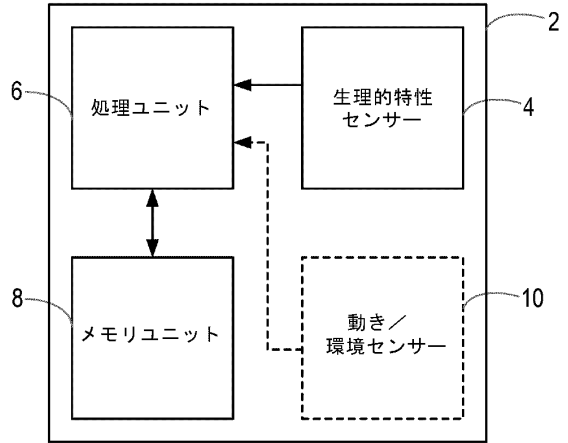 2
6
処理ユニット
生理的特性
センサー
4
8
メモリユニット
動き／
環境センサー
10